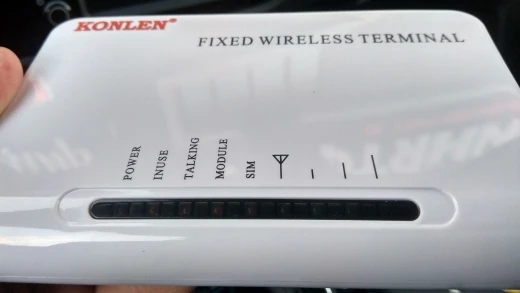 KONLEN®
FIXED WIRELESS TERMINAL
POWER
INUSE
TALKING
MODULE
SIM